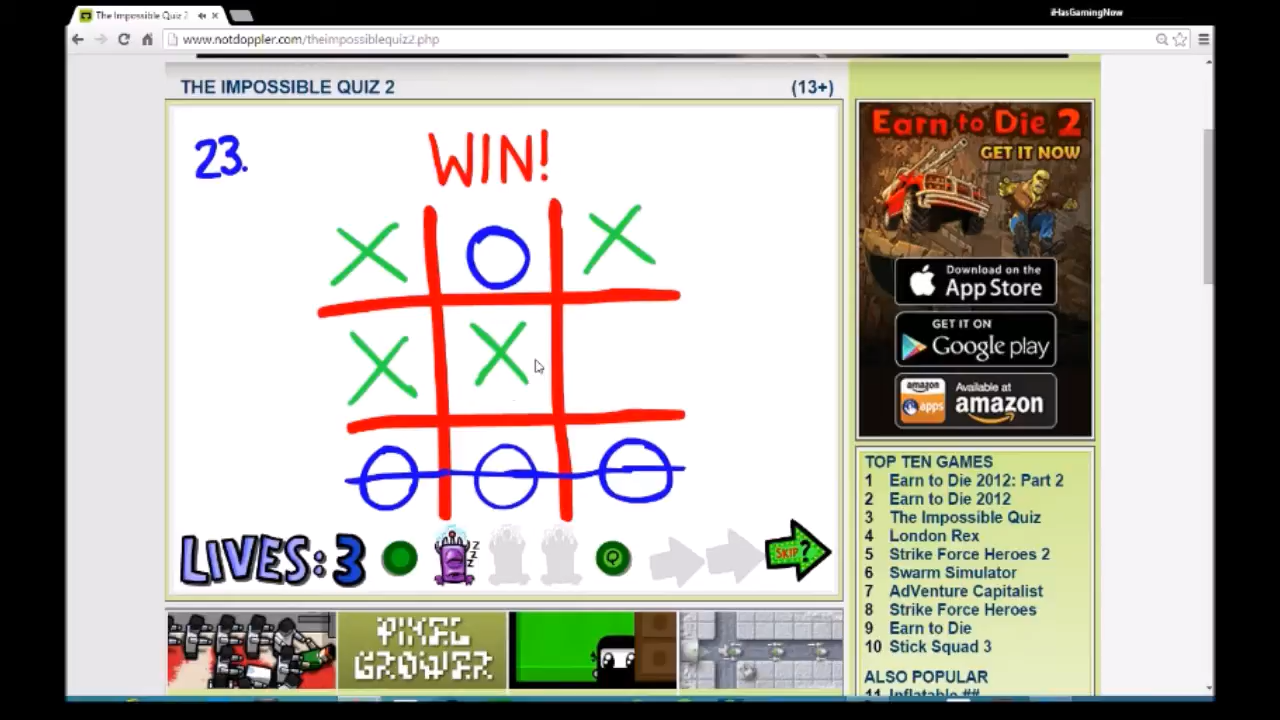 The Impossible Quiz 2
iHasGamingNow
www.notdoppler.com/theimpossiblequiz2.php
THE IMPOSSIBLE QUIZ 2
(13+)
23.
WIN!
X O X
X X
O O O
LIVES: 3
z
z
z
SKIP?
Earn to Die 2
GET IT NOW
Download on the
App Store
GET IT ON
Google play
amazon
apps
Available at
amazon
TOP TEN GAMES
1 Earn to Die 2012: Part 2
2 Earn to Die 2012
3 The Impossible Quiz
4 London Rex
5 Strike Force Heroes 2
6 Swarm Simulator
7 AdVenture Capitalist
8 Strike Force Heroes
9 Earn to Die
10 Stick Squad 3
ALSO POPULAR
11 Inflatable ##
PIXEL
GROWER